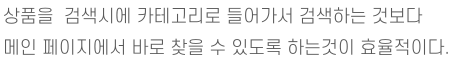 상품을  검색시에 카테고리로 들어가서 검색하는 것보다
메인 페이지에서 바로 찾을 수 있도록 하는것이 효율적이다.